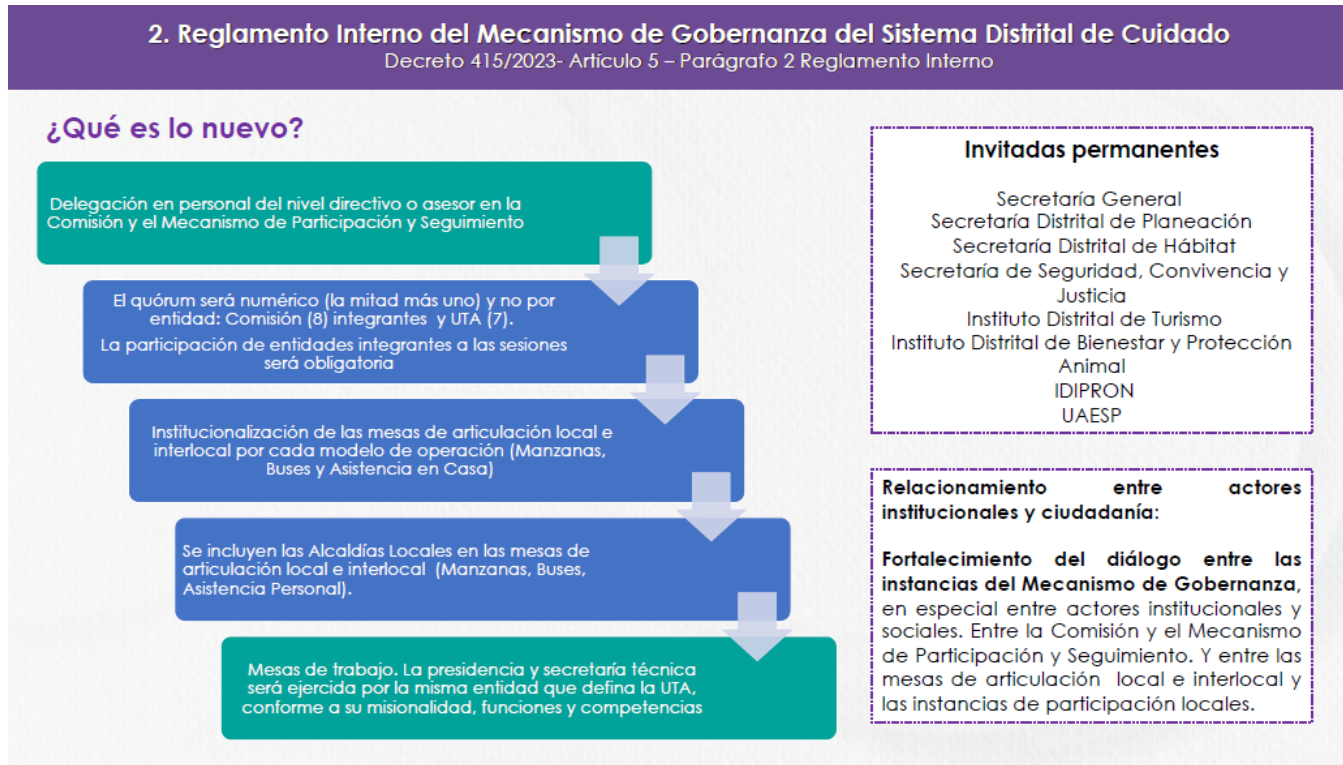 2. Reglamento Interno del Mecanismo de Gobernanza del Sistema Distrital de Cuidado
Decreto 415/2023- Artículo 5 – Parágrafo 2 Reglamento Interno
¿Qué es lo nuevo?
Delegación en personal del nivel directivo o asesor en la
Comisión y el Mecanismo de Participación y Seguimiento
El quórum será numérico (la mitad más uno) y no por
entidad: Comisión (8) integrantes y UTA (7).
La participación de entidades integrantes a las sesiones
será obligatoria
Institucionalización de las mesas de articulación local e
interlocal por cada modelo de operación (Manzanas,
Buses y Asistencia en Casa)
Se incluyen las Alcaldías Locales en las mesas de
articulación local e interlocal (Manzanas, Buses,
Asistencia Personal).
Mesas de trabajo. La presidencia y secretaría técnica
será ejercida por la misma entidad que defina la UTA,
conforme a su misionalidad, funciones y competencias
Invitadas permanentes
Secretaría General
Secretaría Distrital de Planeación
Secretaría Distrital de Hábitat
Secretaría de Seguridad, Convivencia y
Justicia
Instituto Distrital de Turismo
Instituto Distrital de Bienestar y Protección
Animal
IDIPRON
UAESP
Relacionamiento entre actores
institucionales y ciudadanía:
Fortalecimiento del diálogo entre las
instancias del Mecanismo de Gobernanza,
en especial entre actores institucionales y
sociales. Entre la Comisión y el Mecanismo
de Participación y Seguimiento. Y entre las
mesas de articulación local e interlocal y
las instancias de participación locales.